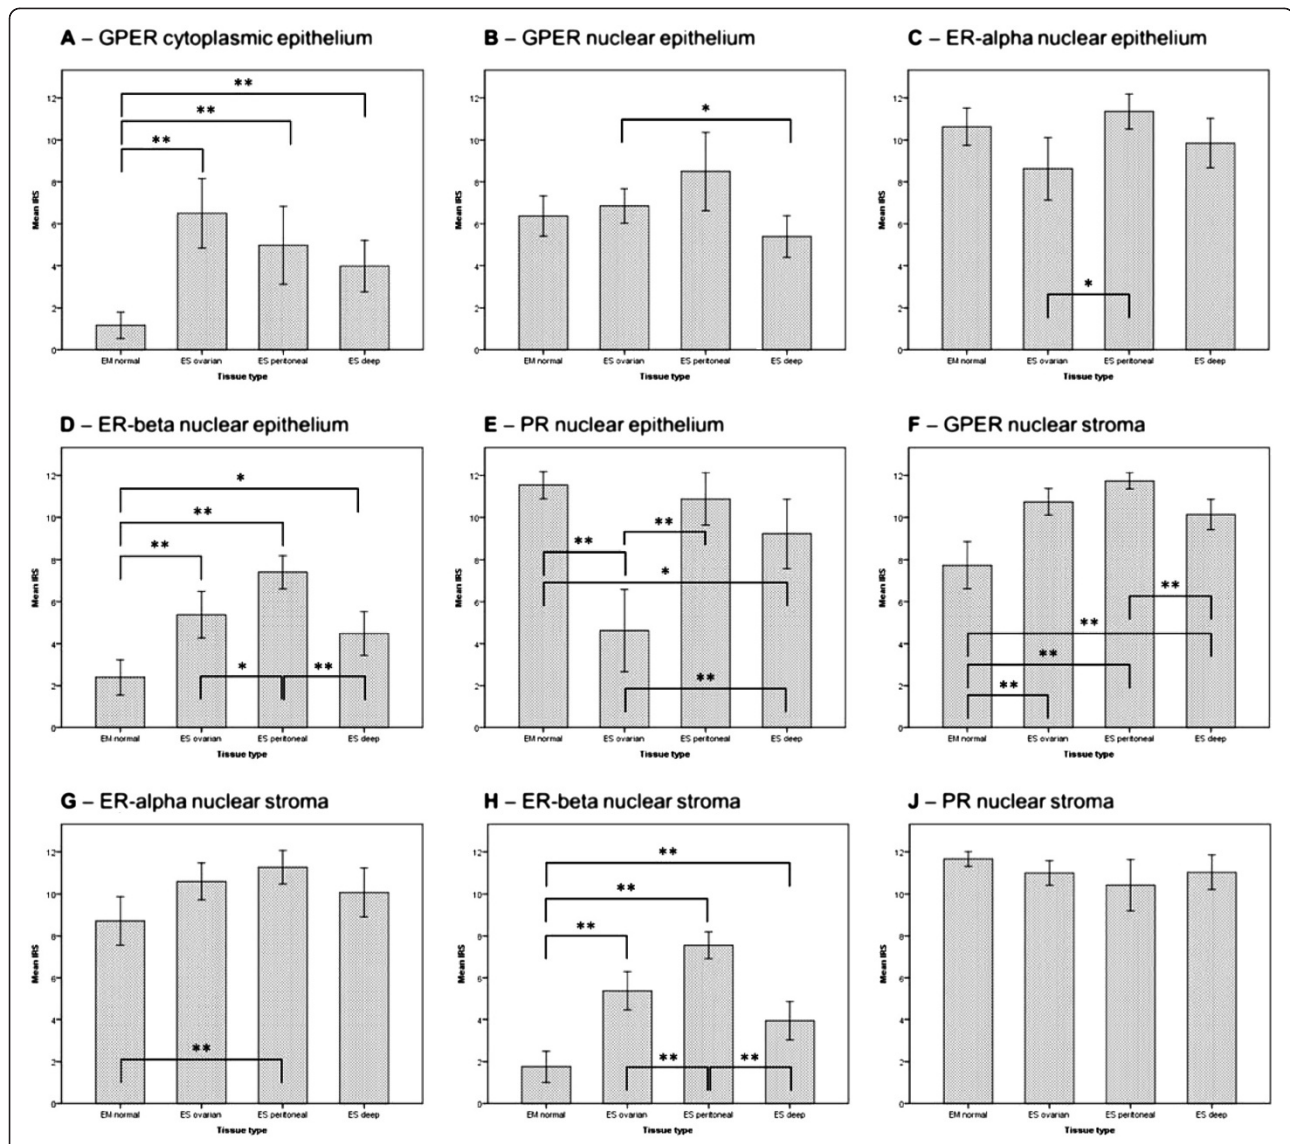 A – GPER cytoplasmic epithelium
Mean IRS
12
10
8
6
4
2
0
** 
**
**
EM normal ES ovarian ES peritoneal ES deep
Tissue type
B – GPER nuclear epithelium
Mean IRS
12
10
8
6
4
2
0
*
EM normal ES ovarian ES peritoneal ES deep
Tissue type
C – ER-alpha nuclear epithelium
Mean IRS
12
10
8
6
4
2
0
*
EM normal ES ovarian ES peritoneal ES deep
Tissue type
D – ER-beta nuclear epithelium
Mean IRS
12
10
8
6
4
2
0
*
**
**
* **
EM normal ES ovarian ES peritoneal ES deep
Tissue type
E – PR nuclear epithelium
Mean IRS
12
10
8
6
4
2
0
** **
*
**
EM normal ES ovarian ES peritoneal ES deep
Tissue type
F – GPER nuclear stroma
Mean IRS
12
10
8
6
4
2
0
**
**
**
**
EM normal ES ovarian ES peritoneal ES deep
Tissue type
G – ER-alpha nuclear stroma
Mean IRS
12
10
8
6
4
2
0
**
EM normal ES ovarian ES peritoneal ES deep
Tissue type
H – ER-beta nuclear stroma
Mean IRS
12
10
8
6
4
2
0
**
**
**
** **
EM normal ES ovarian ES peritoneal ES deep
Tissue type
J – PR nuclear stroma
Mean IRS
12
10
8
6
4
2
0
EM normal ES ovarian ES peritoneal ES deep
Tissue type